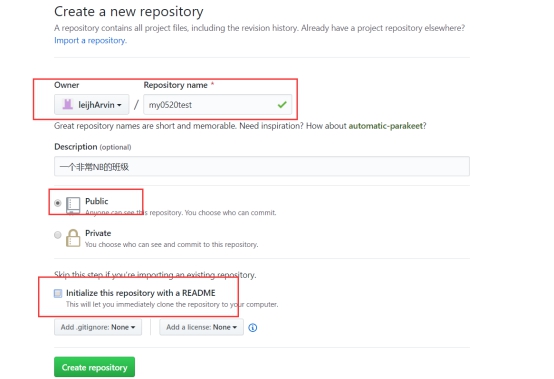 Create a new repository
A repository contains all project files, including the revision history. Already have a project repository elsewhere?
Import a repository.
Owner Repository name *
leijhArvin / my0520test
Great repository names are short and memorable. Need inspiration? How about automatic-parakeet?
Description (optional)
一个非常NB的班级
Public
Anyone can see this repository. You choose who can commit.
Private
You choose who can see and commit to this repository.
Skip this step if you're importing an existing repository.
Initialize this repository with a README
This will let you immediately clone the repository to your computer.
Add .gitignore: None Add a license: None
Create repository